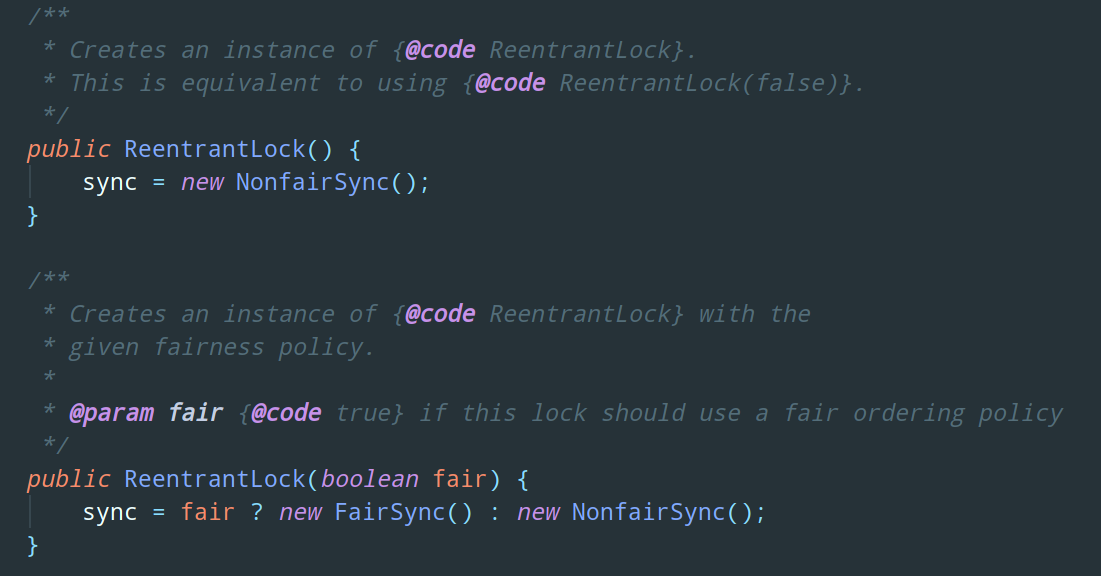 /**
 * Creates an instance of {@code ReentrantLock}.
 * This is equivalent to using {@code ReentrantLock(false)}.
 */
public ReentrantLock() {
    sync = new NonfairSync();
}

/**
 * Creates an instance of {@code ReentrantLock} with the
 * given fairness policy.
 *
 * @param fair {@code true} if this lock should use a fair ordering policy
 */
public ReentrantLock(boolean fair) {
    sync = fair ? new FairSync() : new NonfairSync();
}